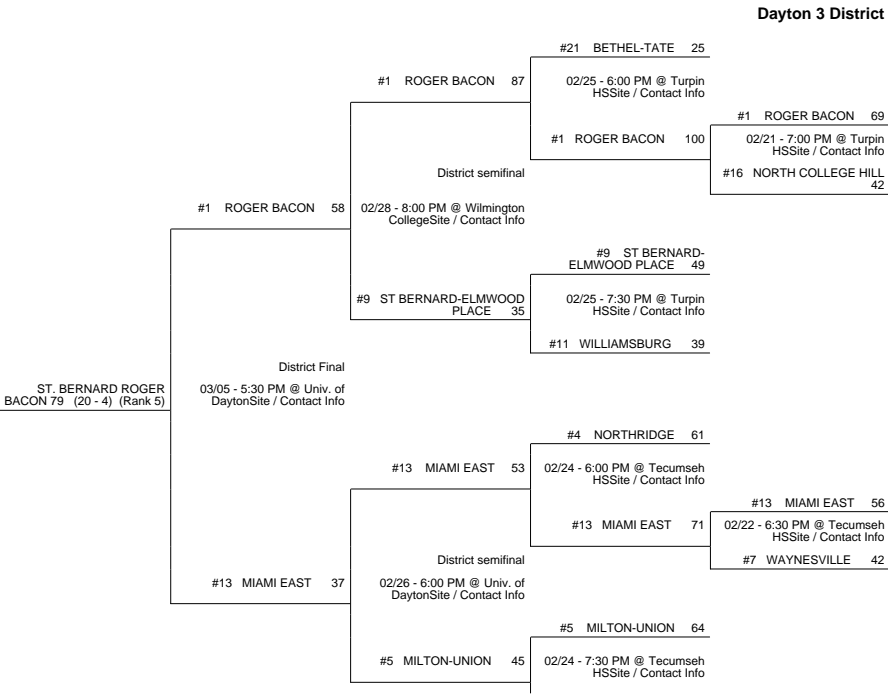 Dayton 3 District
#21 BETHEL-TATE 25
#1 ROGER BACON 87
02/25 - 6:00 PM @ Turpin
HSSite / Contact Info
#1 ROGER BACON 69
#1 ROGER BACON 100
02/21 - 7:00 PM @ Turpin
HSSite / Contact Info
District semifinal
#16 NORTH COLLEGE HILL
42
#1 ROGER BACON 58
02/28 - 8:00 PM @ Wilmington
CollegeSite / Contact Info
#9 ST BERNARD-
ELMWOOD PLACE 49
#9 ST BERNARD-ELMWOOD
PLACE 35
02/25 - 7:30 PM @ Turpin
HSSite / Contact Info
#11 WILLIAMSBURG 39
District Final
ST. BERNARD ROGER
BACON 79 (20 - 4) (Rank 5)
03/05 - 5:30 PM @ Univ. of
DaytonSite / Contact Info
#4 NORTHRIDGE 61
#13 MIAMI EAST 53
02/24 - 6:00 PM @ Tecumseh
HSSite / Contact Info
#13 MIAMI EAST 56
#13 MIAMI EAST 71
02/22 - 6:30 PM @ Tecumseh
HSSite / Contact Info
District semifinal
#7 WAYNESVILLE 42
#13 MIAMI EAST 37
02/26 - 6:00 PM @ Univ. of
DaytonSite / Contact Info
#5 MILTON-UNION 64
#5 MILTON-UNION 45
02/24 - 7:30 PM @ Tecumseh
HSSite / Contact Info